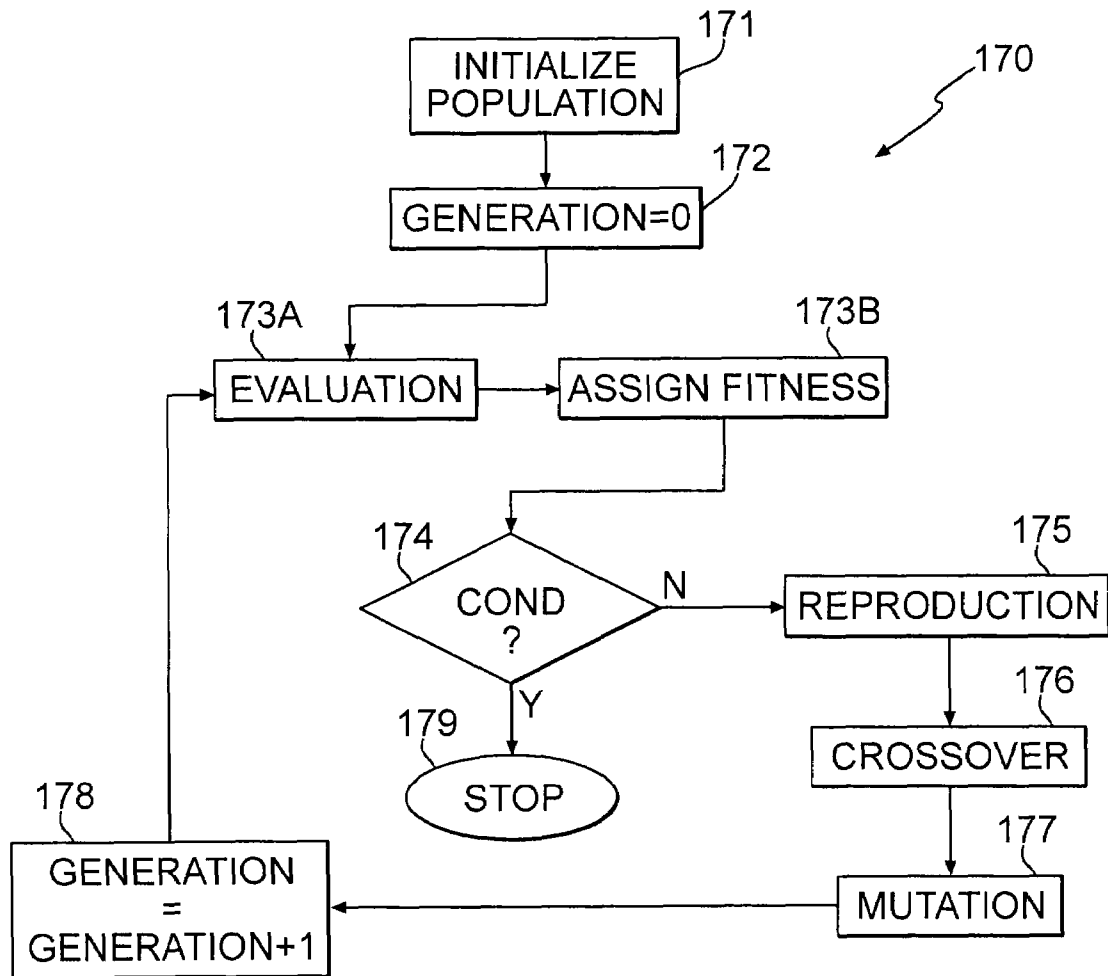 171
INITIALIZE
POPULATION
170
172
GENERATION=0
173A
EVALUATION
173B
ASSIGN FITNESS
174
COND
?
N
Y
175
REPRODUCTION
176
CROSSOVER
179
STOP
177
MUTATION
178
GENERATION
=
GENERATION+1